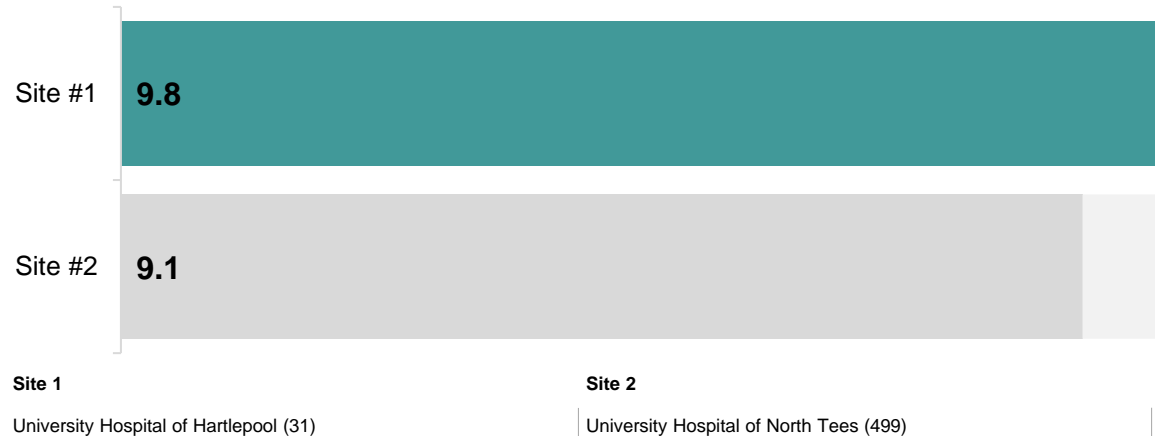 Site #1 9.8
Site #2 9.1
Site 1 Site 2
University Hospital of Hartlepool (31) University Hospital of North Tees (499)